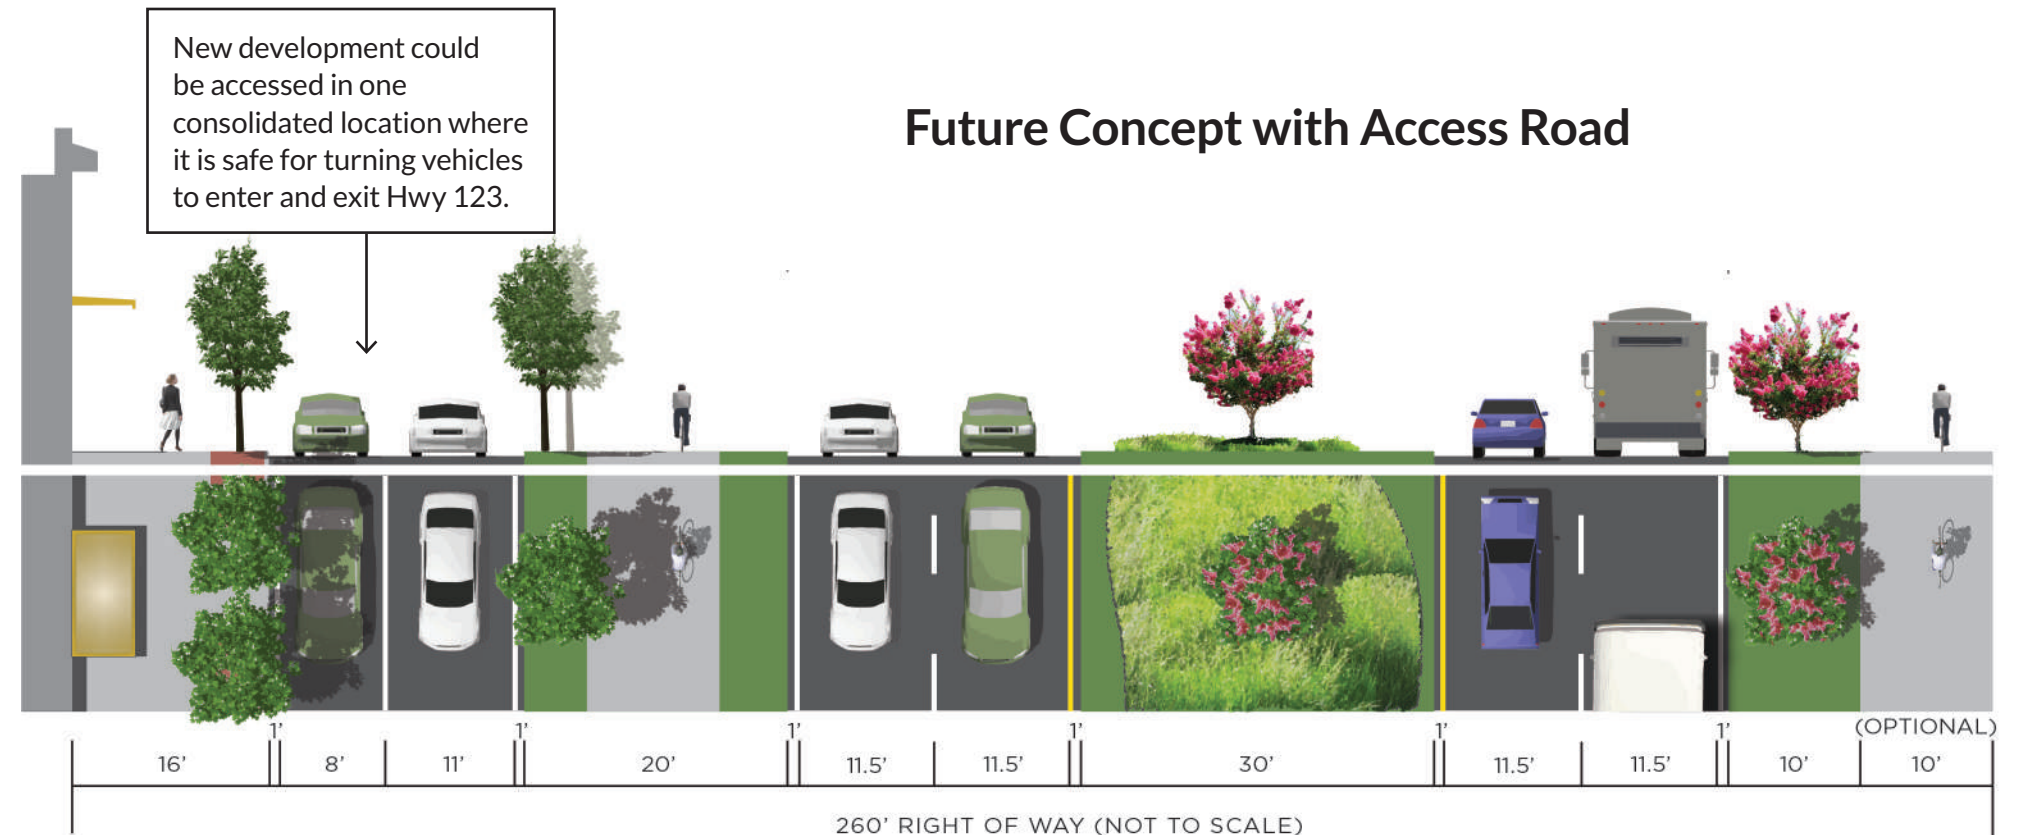 New development could
be accessed in one
consolidated location where
it is safe for turning vehicles
to enter and exit Hwy 123.
Future Concept with Access Road
1' 1' 1' 1' 1' 1' (OPTIONAL)
16' 8' 11' 20' 11.5' 11.5' 30' 11.5' 11.5' 10' 10'
260' RIGHT OF WAY (NOT TO SCALE)